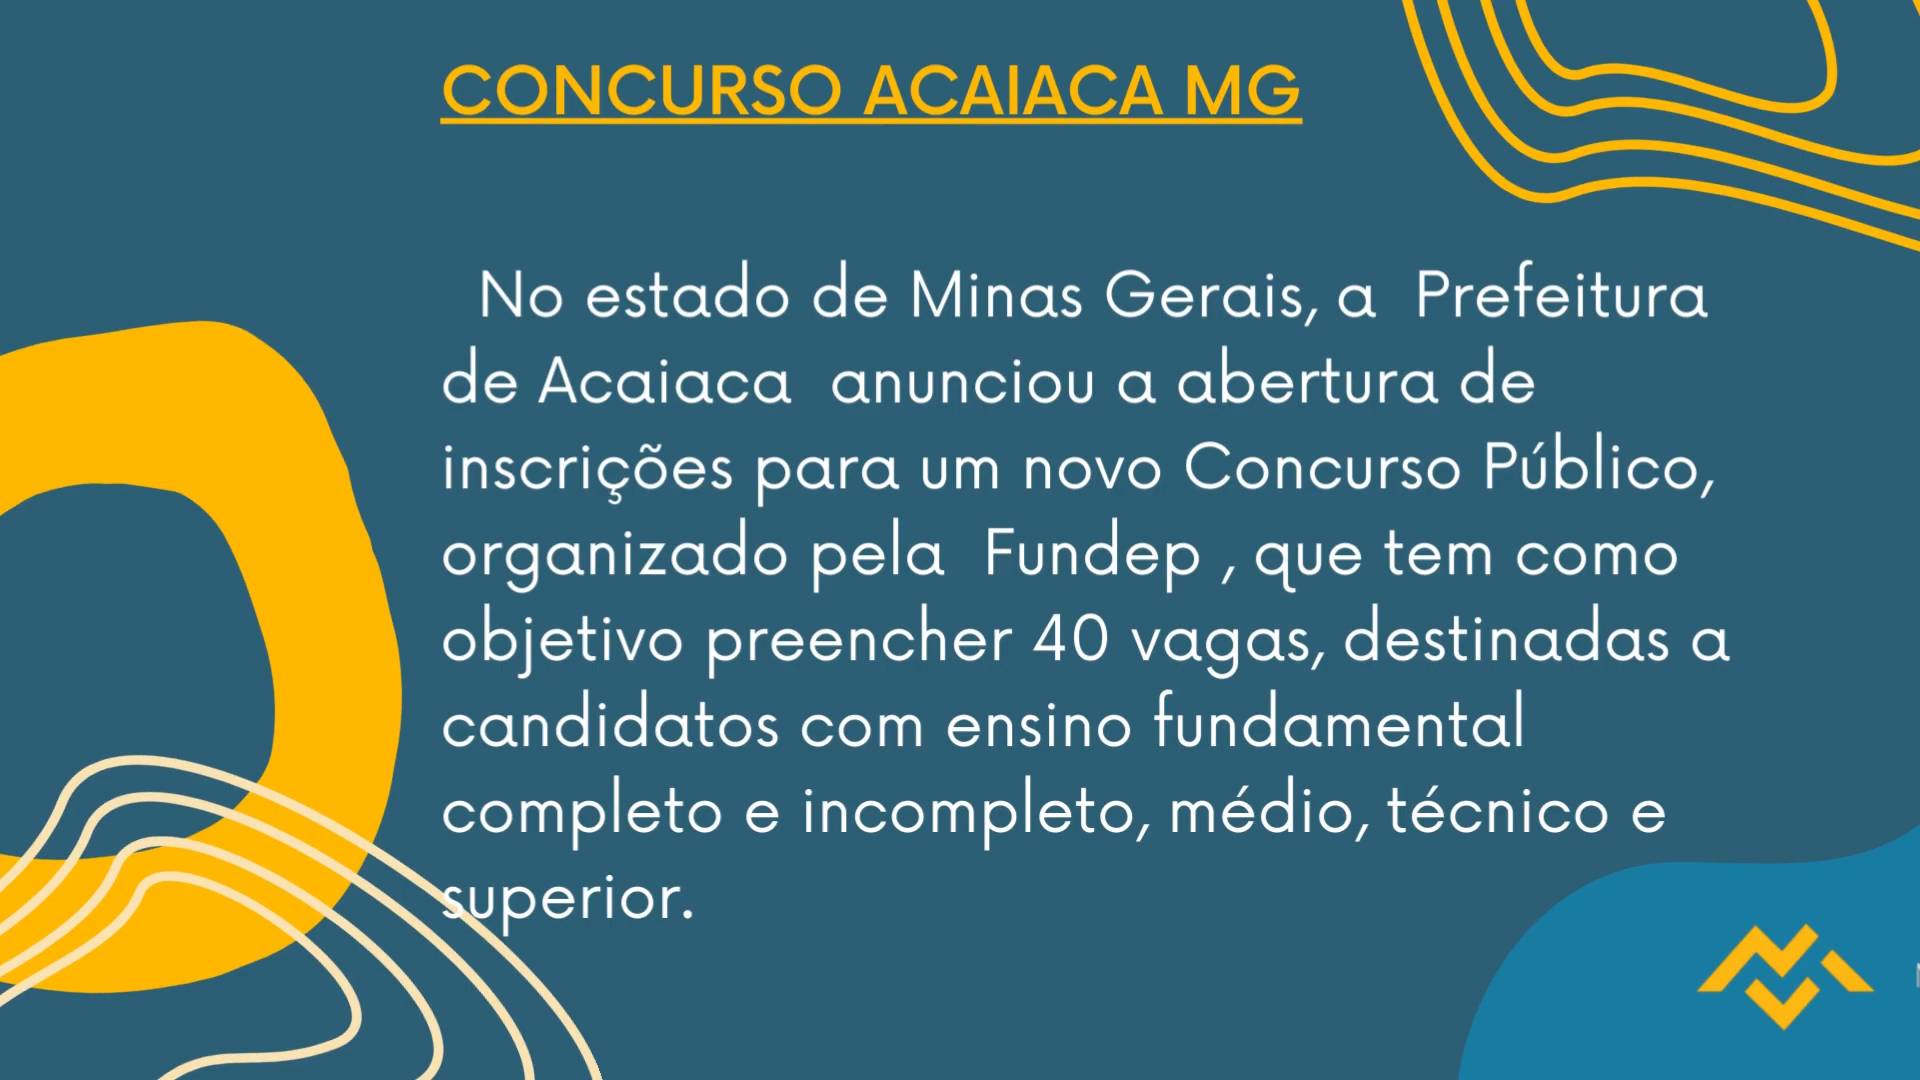 CONCURSO ACAIACA MG
No estado de Minas Gerais, a Prefeitura
de Acaiaca anunciou a abertura de
inscrições para um novo Concurso Público,
organizado pela Fundep , que tem como
objetivo preencher 40 vagas, destinadas a
candidatos com ensino fundamental
completo e incompleto, médio, técnico e
superior.